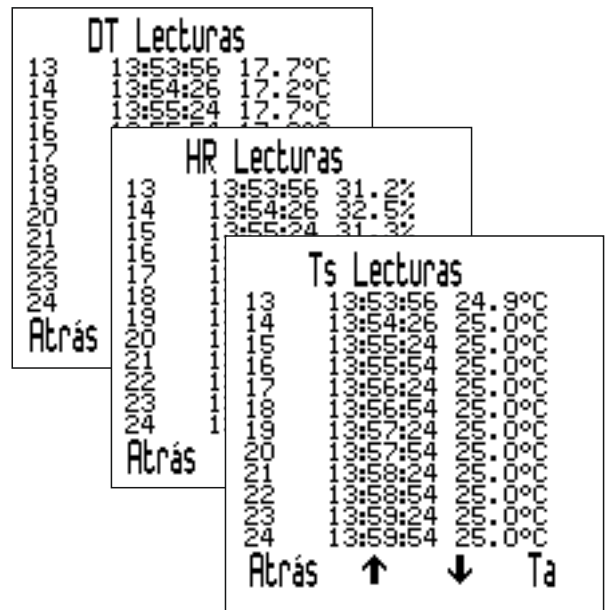 DT Lecturas
13 13:53:56 17.7°C
14 13:54:26 17.2°C
15 13:55:24 17.7°C
16
17
18
19
20
21
22
23
24
Atrás
HR Lecturas
13 13:53:56 31.2%
14 13:54:26 32.5%
15 13:55:24 31.3%
16
17
18
19
20
21
22
23
24
Atrás
Ts Lecturas
13 13:53:56 24.9°C
14 13:54:26 25.0°C
15 13:55:24 25.0°C
16 13:55:54 25.0°C
17 13:56:24 25.0°C
18 13:56:54 25.0°C
19 13:57:24 25.0°C
20 13:57:54 25.0°C
21 13:58:24 25.0°C
22 13:58:54 25.0°C
23 13:59:24 25.0°C
24 13:59:54 25.0°C
Atrás ↑ ↓ Ta